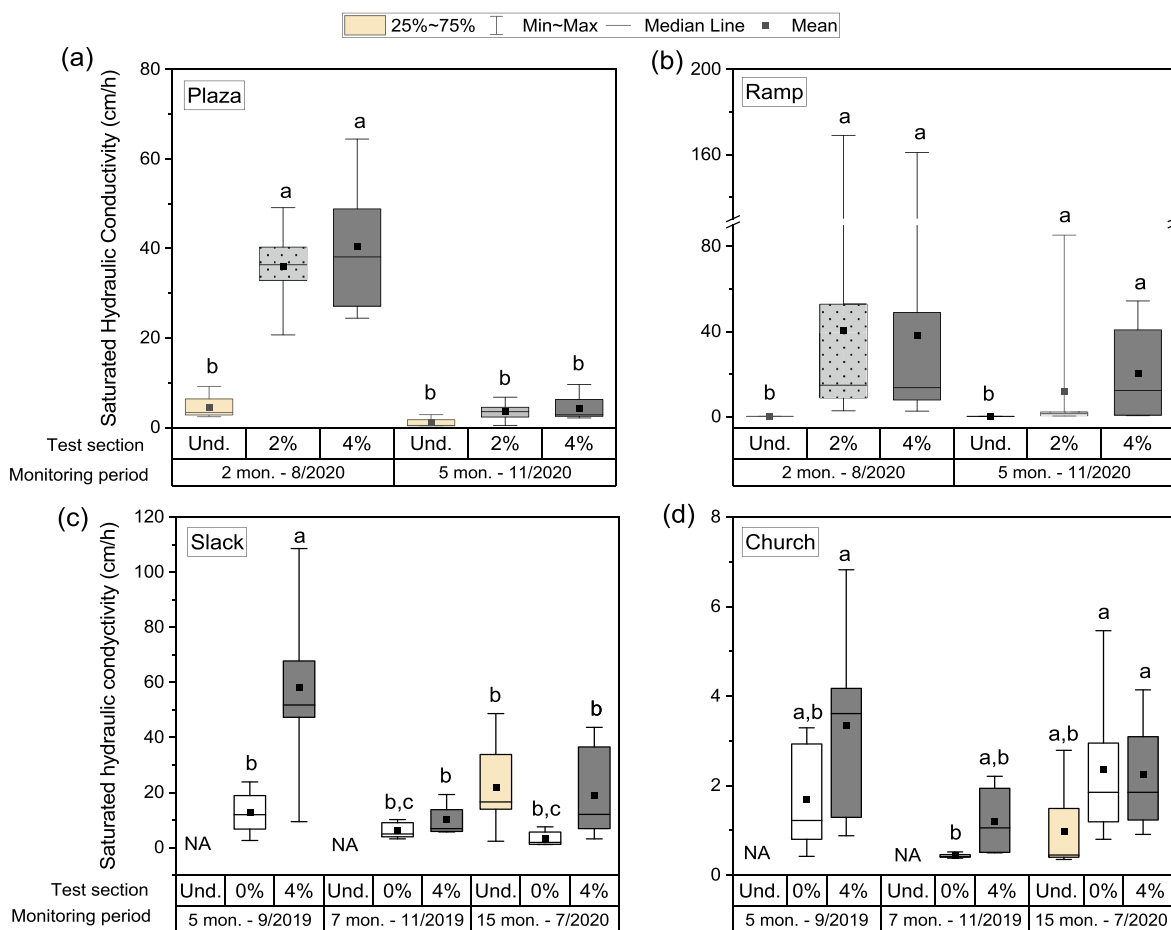 25%~75% Min~Max Median Line Mean
(a) (b)
Saturated Hydraulic Conductivity (cm/h)
80
60
40
20
0
Plaza
b
a
a
b
b
b
Test section Und. 2% 4% Und. 2% 4%
Monitoring period 2 mon. - 8/2020 5 mon. - 11/2020
200
160
80
40
0
Ramp
b
a
a
b
a
a
Und. 2% 4% Und. 2% 4%
2 mon. - 8/2020 5 mon. - 11/2020
(c) (d)
Saturated hydraulic condyctivity (cm/h)
120
100
80
60
40
20
0
Slack
NA
b
a
NA
b,c
b
b
b,c
b
Test section Und. 0% 4% Und. 0% 4% Und. 0% 4%
Monitoring period 5 mon. - 9/2019 7 mon. - 11/2019 15 mon. - 7/2020
8
6
4
2
0
Church
NA
a,b
a
NA
b
a,b
a,b
a
a
Und. 0% 4% Und. 0% 4% Und. 0% 4%
5 mon. - 9/2019 7 mon. - 11/2019 15 mon. - 7/2020